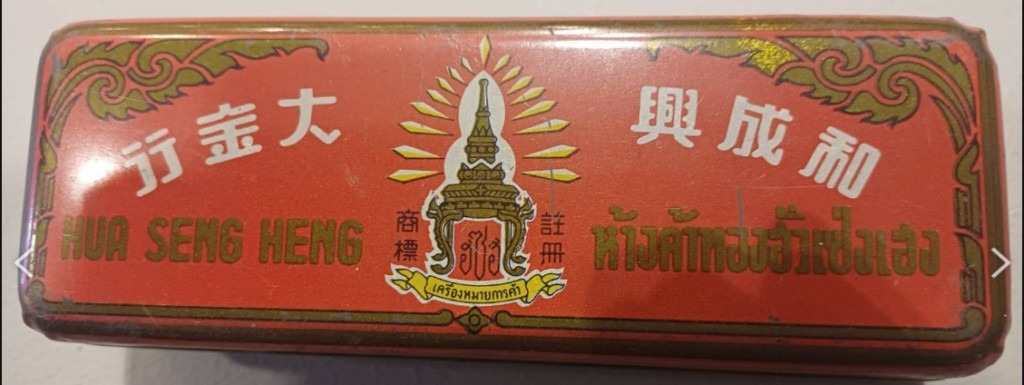 和成興
大金行
HUA SENG HENG
註冊
商標
ห้างค้าทองฮั่วเซ่งเฮง
เครื่องหมายการค้า